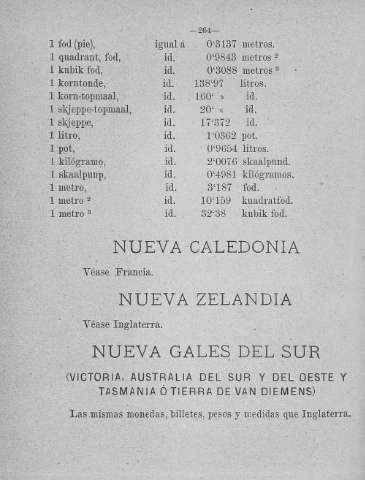 —264—
1 fod (pie), igual á 0'3137 metros.
1 quadrant, fod, id. 0'9843 metros ²
1 kubik fod, id. 0'3088 metros ³
1 korntonde, id. 138'97 litros.
1 korn-topmaal, id. 160' » id.
1 skjeppe-topmaal, id. 20' « id.
1 skjeppe, id. 17'372 id.
1 litro, id. 1'0362 pot.
1 pot, id. 0'9654 litros.
1 kilógramo, id. 2'0076 skaalpund.
1 skaalpunp, id. 0'4981 kilógramos.
1 metro, id. 3'187 fod.
1 metro ² id. 10'159 kuadratfod.
1 metro ³ id. 32'38 kubik fod.
NUEVA CALEDONIA
Véase Francia.
NUEVA ZELANDIA
Véase Inglaterra.
NUEVA GALES DEL SUR
(VICTORIA, AUSTRALIA DEL SUR Y DEL OESTE Y
TASMANIA Ó TIERRA DE VAN DIEMENS)
Las mismas monedas, billetes, pesos y medidas que Inglaterra.